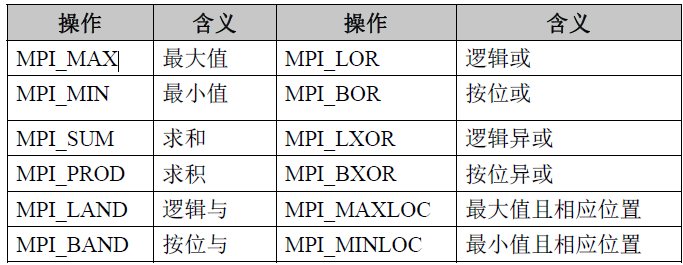 操作 含义 操作 含义
MPI_MAX 最大值 MPI_LOR 逻辑或
MPI_MIN 最小值 MPI_BOR 按位或
MPI_SUM 求和 MPI_LXOR 逻辑异或
MPI_PROD 求积 MPI_BXOR 按位异或
MPI_LAND 逻辑与 MPI_MAXLOC 最大值且相应位置
MPI_BAND 按位与 MPI_MINLOC 最小值且相应位置